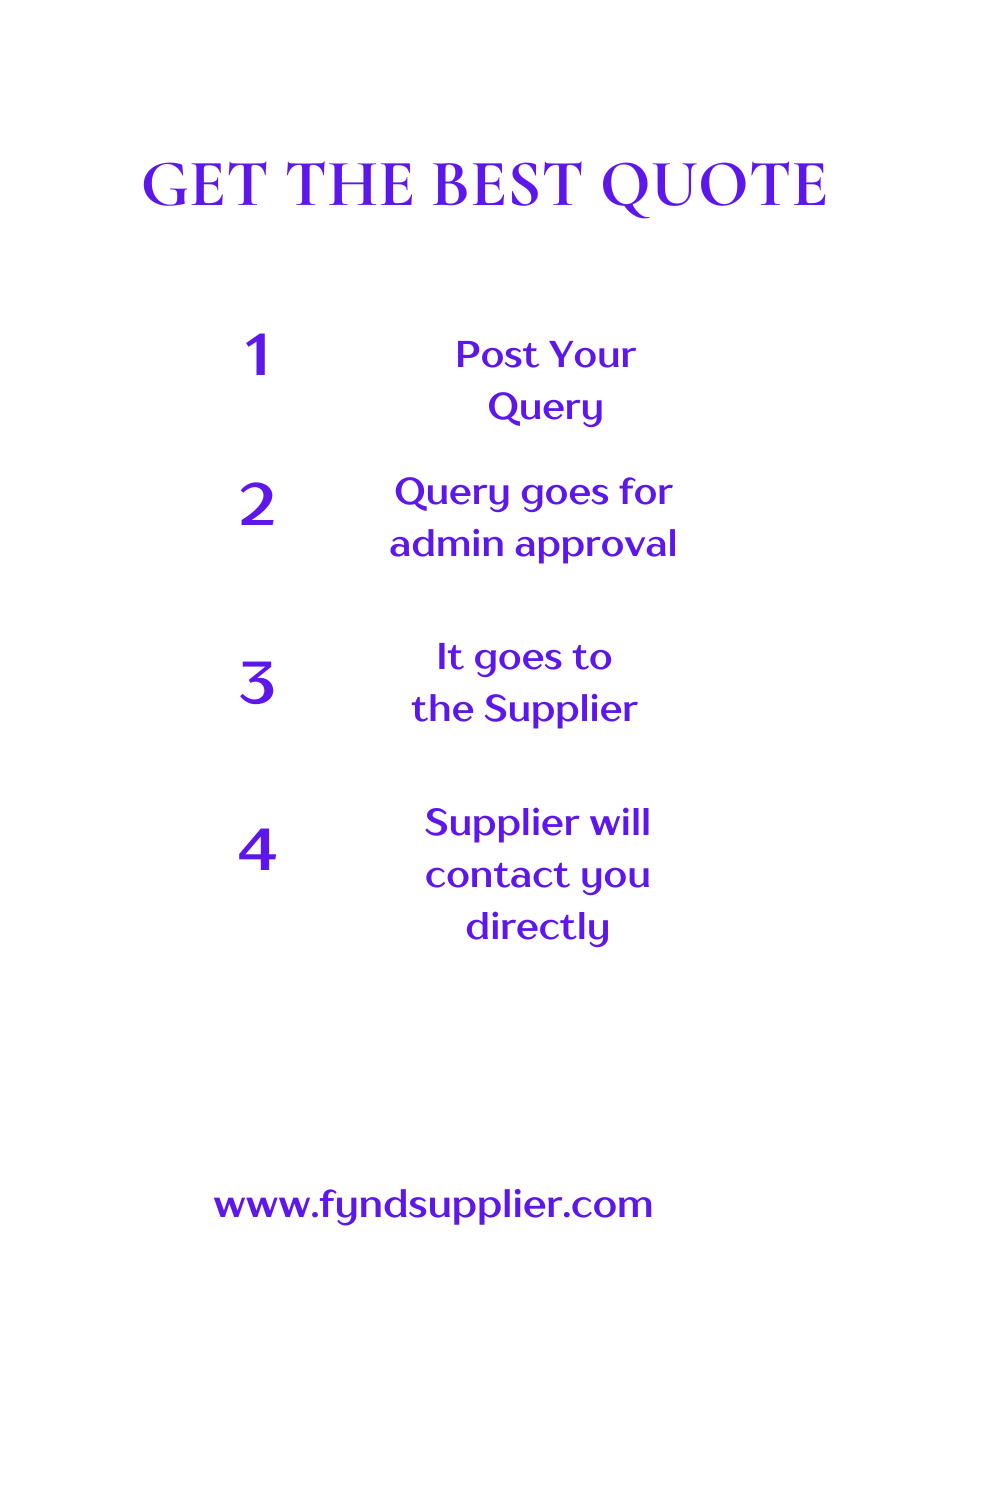 GET THE BEST QUOTE
1
Post Your
Query
2
Query goes for
admin approval
3
It goes to
the Supplier
4
Supplier will
contact you
directly
www.fyndsupplier.com